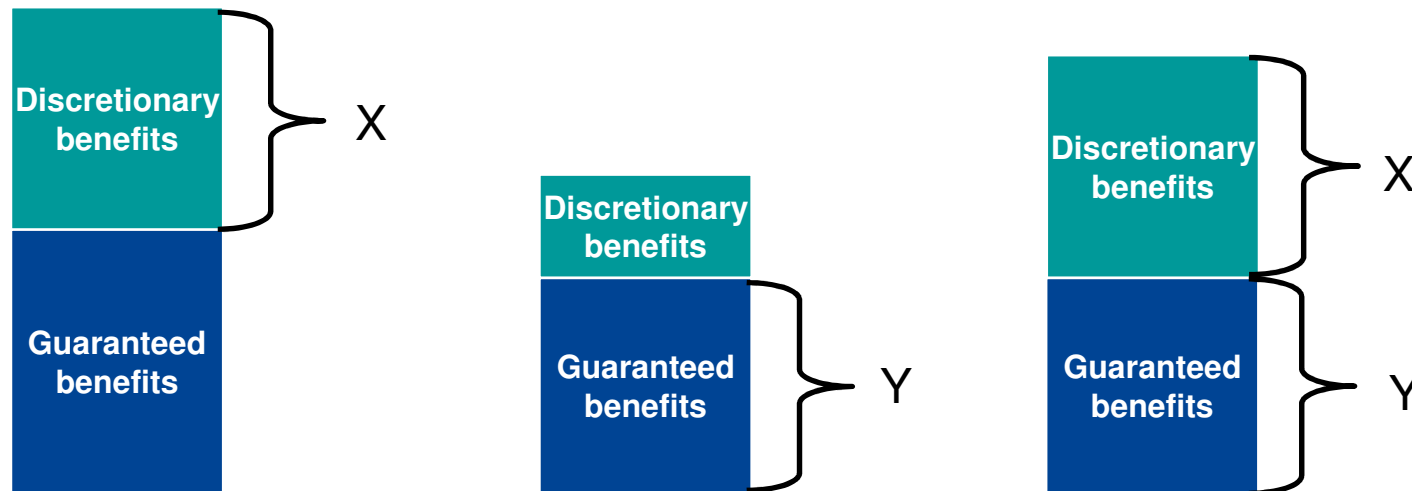 Discretionary
benefits
X
Guaranteed
benefits
Discretionary
benefits
Guaranteed
benefits
Y
Discretionary
benefits
X
Guaranteed
benefits
Y